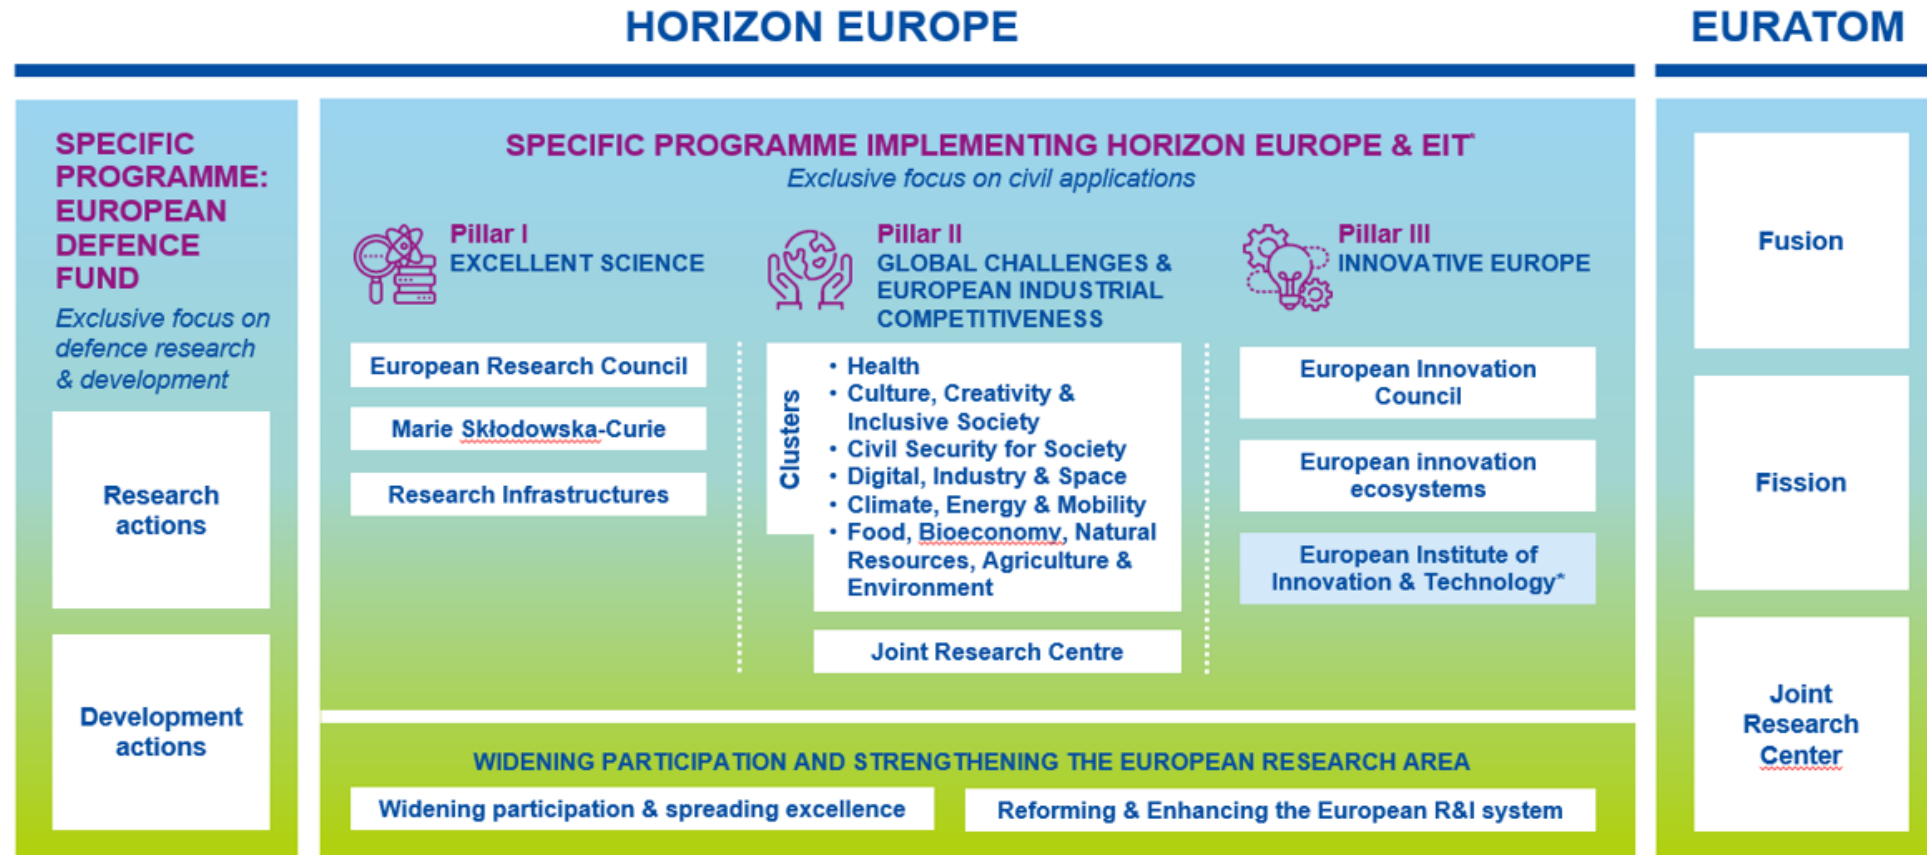 HORIZON EUROPE
EURATOM
SPECIFIC
PROGRAMME:
EUROPEAN
DEFENCE
FUND
Exclusive focus on
defence research
& development
Research
actions
Development
actions
SPECIFIC PROGRAMME IMPLEMENTING HORIZON EUROPE & EIT*
Exclusive focus on civil applications
Pillar I
EXCELLENT SCIENCE
European Research Council
Marie Skłodowska-Curie
Research Infrastructures
Pillar II
GLOBAL CHALLENGES &
EUROPEAN INDUSTRIAL
COMPETITIVENESS
Clusters
• Health
• Culture, Creativity &
Inclusive Society
• Civil Security for Society
• Digital, Industry & Space
• Climate, Energy & Mobility
• Food, Bioeconomy, Natural
Resources, Agriculture &
Environment
Joint Research Centre
Pillar III
INNOVATIVE EUROPE
European Innovation
Council
European innovation
ecosystems
European Institute of
Innovation & Technology*
WIDENING PARTICIPATION AND STRENGTHENING THE EUROPEAN RESEARCH AREA
Widening participation & spreading excellence
Reforming & Enhancing the European R&I system
Fusion
Fission
Joint
Research
Center